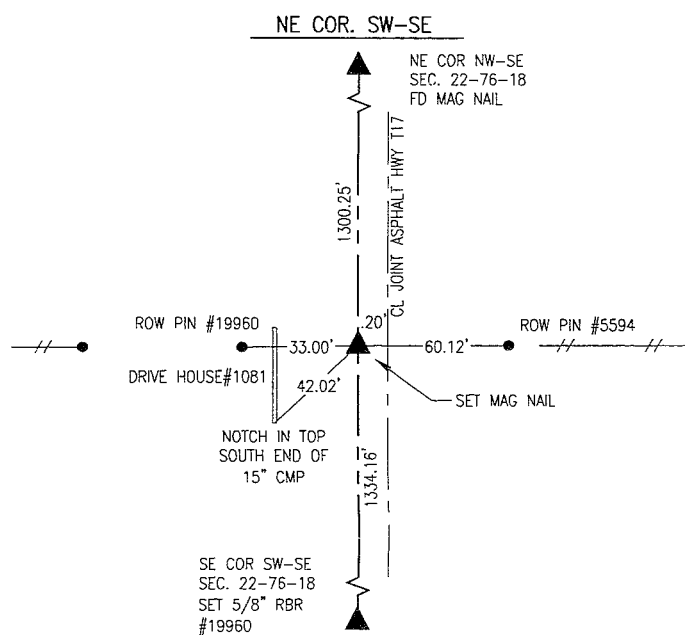 NE COR. SW-SE
NE COR NW-SE
SEC. 22-76-18
FD MAG NAIL
1300.25'
CL JOINT ASPHALT HWY T17
ROW PIN #19960
.20'
ROW PIN #5594
33.00'
60.12'
DRIVE HOUSE#1081
42.02'
SET MAG NAIL
NOTCH IN TOP
SOUTH END OF
15" CMP
1334.16'
SE COR SW-SE
SEC. 22-76-18
SET 5/8" RBR
#19960